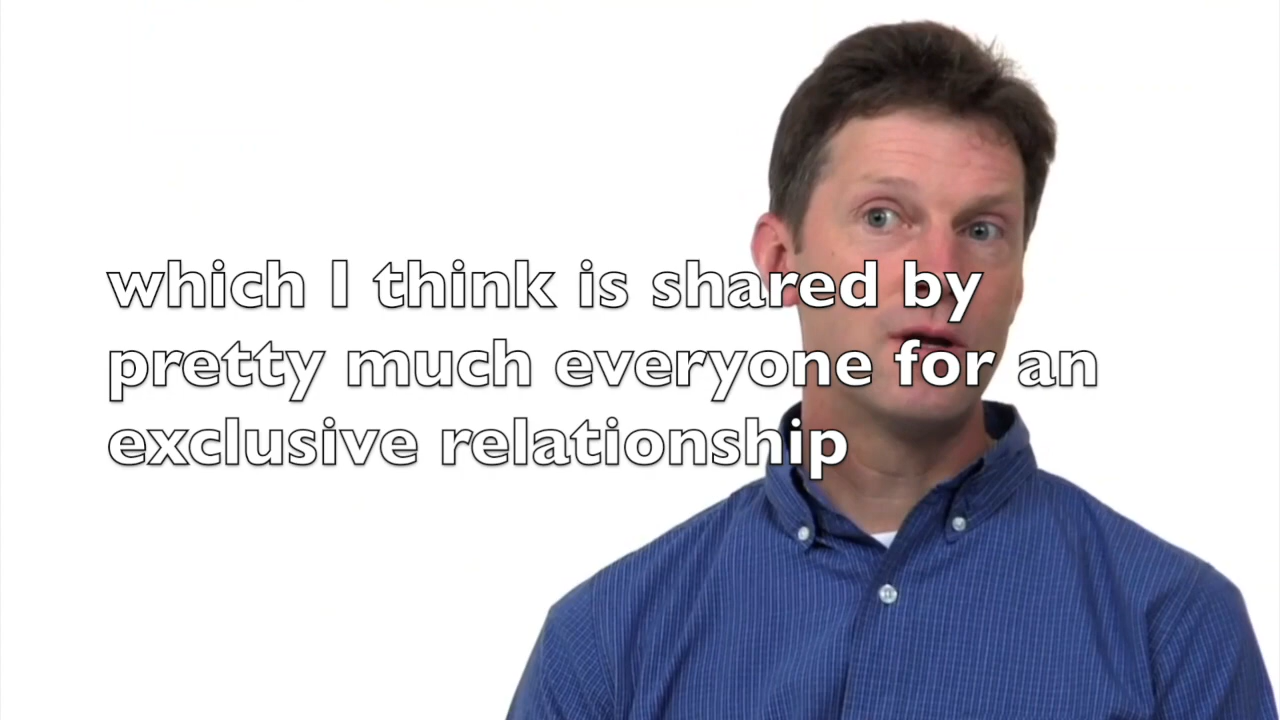 which I think is shared by
pretty much everyone for an
exclusive relationship